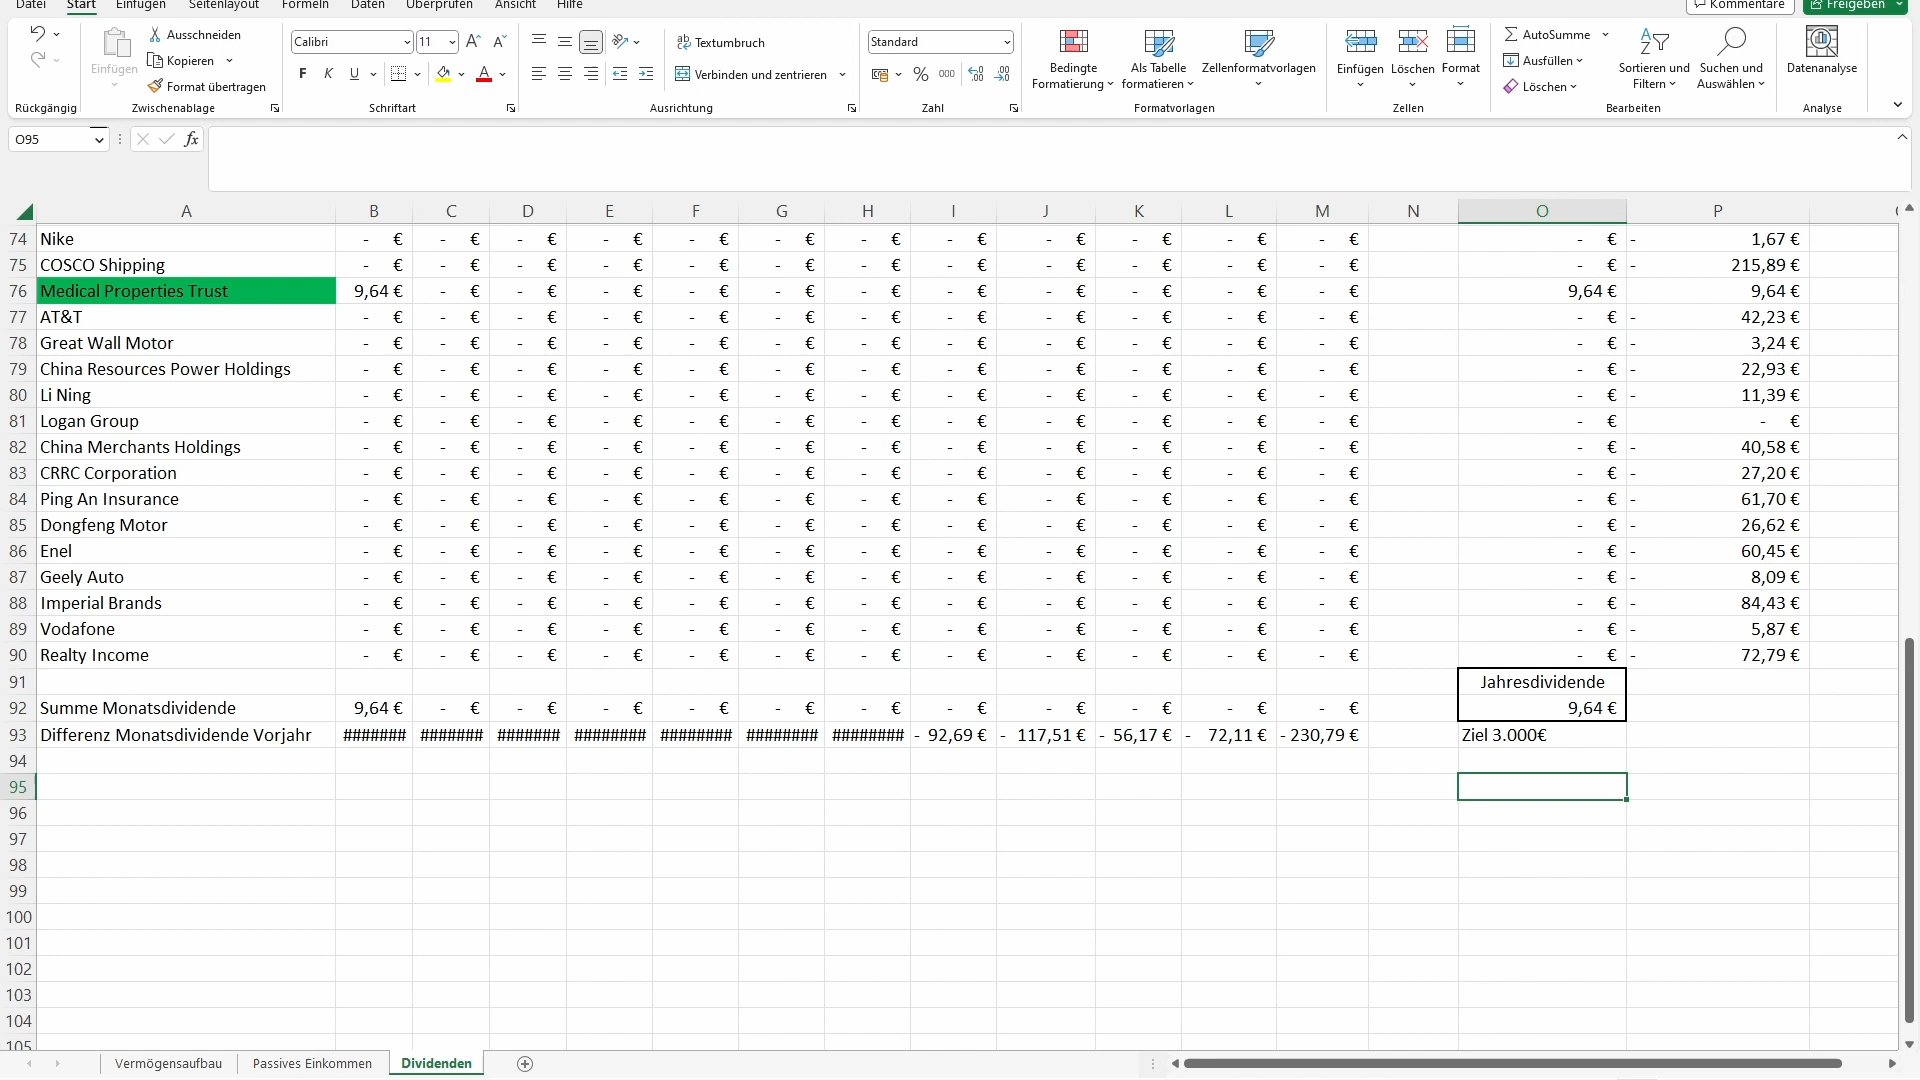 Datei Start Einfügen Seitenlayout Formeln Daten Überprüfen Ansicht Hilfe Kommentare Freigeben
Einfügen
Ausschneiden
Kopieren
Format übertragen
Calibri 11
F K U
Textumbruch
Verbinden und zentrieren
Standard
% 000
Bedingte Formatierung
Als Tabelle formatieren
Zellenformatvorlagen
Einfügen Löschen Format
AutoSumme
Ausfüllen
Löschen
Sortieren und Filtern
Suchen und Auswählen
Datenanalyse
Rückgängig Zwischenablage Schriftart Ausrichtung Zahl Formatvorlagen Zellen Bearbeiten Analyse
O95 fx
A B C D E F G H I J K L M N O P
74 Nike - € - € - € - € - € - € - € - € - € - € - € - € - € - 1,67 €
75 COSCO Shipping - € - € - € - € - € - € - € - € - € - € - € - € - € - 215,89 €
76 Medical Properties Trust 9,64 € - € - € - € - € - € - € - € - € - € - € - € 9,64 € 9,64 €
77 AT&T - € - € - € - € - € - € - € - € - € - € - € - € - € - 42,23 €
78 Great Wall Motor - € - € - € - € - € - € - € - € - € - € - € - € - € - 3,24 €
79 China Resources Power Holdings - € - € - € - € - € - € - € - € - € - € - € - € - € - 22,93 €
80 Li Ning - € - € - € - € - € - € - € - € - € - € - € - € - € - 11,39 €
81 Logan Group - € - € - € - € - € - € - € - € - € - € - € - € - € - €
82 China Merchants Holdings - € - € - € - € - € - € - € - € - € - € - € - € - € - 40,58 €
83 CRRC Corporation - € - € - € - € - € - € - € - € - € - € - € - € - € - 27,20 €
84 Ping An Insurance - € - € - € - € - € - € - € - € - € - € - € - € - € - 61,70 €
85 Dongfeng Motor - € - € - € - € - € - € - € - € - € - € - € - € - € - 26,62 €
86 Enel - € - € - € - € - € - € - € - € - € - € - € - € - € - 60,45 €
87 Geely Auto - € - € - € - € - € - € - € - € - € - € - € - € - € - 8,09 €
88 Imperial Brands - € - € - € - € - € - € - € - € - € - € - € - € - € - 84,43 €
89 Vodafone - € - € - € - € - € - € - € - € - € - € - € - € - € - 5,87 €
90 Realty Income - € - € - € - € - € - € - € - € - € - € - € - € - € - 72,79 €
91 Jahresdividende
92 Summe Monatsdividende 9,64 € - € - € - € - € - € - € - € - € - € - € - € 9,64 €
93 Differenz Monatsdividende Vorjahr ####### ####### ####### ######## ######## ######## ######## - 92,69 € - 117,51 € - 56,17 € - 72,11 € - 230,79 € Ziel 3.000€
94
95
96
97
98
99
100
101
102
103
104
105
Vermögensaufbau Passives Einkommen Dividenden